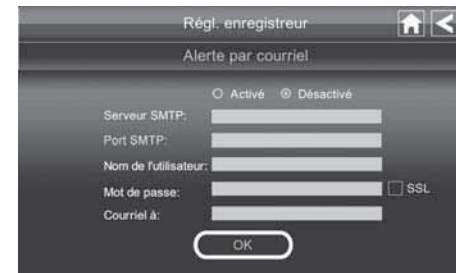 Régl. enregistreur
Alerte par courriel
Activé Désactivé
Serveur SMTP:
Port SMTP:
Nom de l'utilisateur:
Mot de passe: SSL
Courriel à:
OK